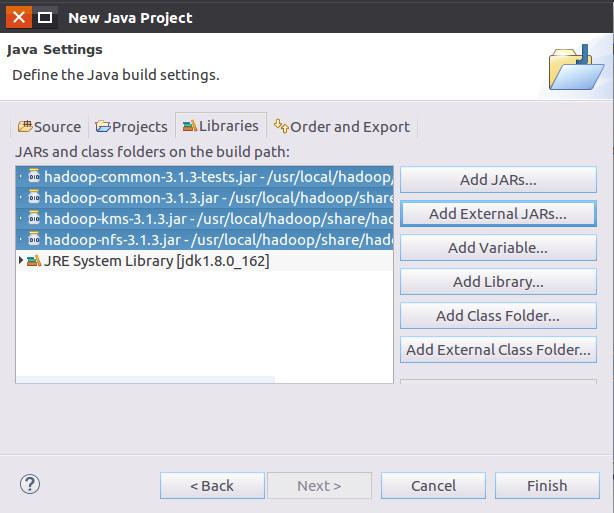 New Java Project
Java Settings
Define the Java build settings.
Source Projects Libraries Order and Export
JARs and class folders on the build path:
hadoop-common-3.1.3-tests.jar - /usr/local/hadoop/
hadoop-common-3.1.3.jar - /usr/local/hadoop/share
hadoop-kms-3.1.3.jar - /usr/local/hadoop/share/had
hadoop-nfs-3.1.3.jar - /usr/local/hadoop/share/had
JRE System Library [jdk1.8.0_162]
Add JARs...
Add External JARs...
Add Variable...
Add Library...
Add Class Folder...
Add External Class Folder...
?
< Back Next > Cancel Finish